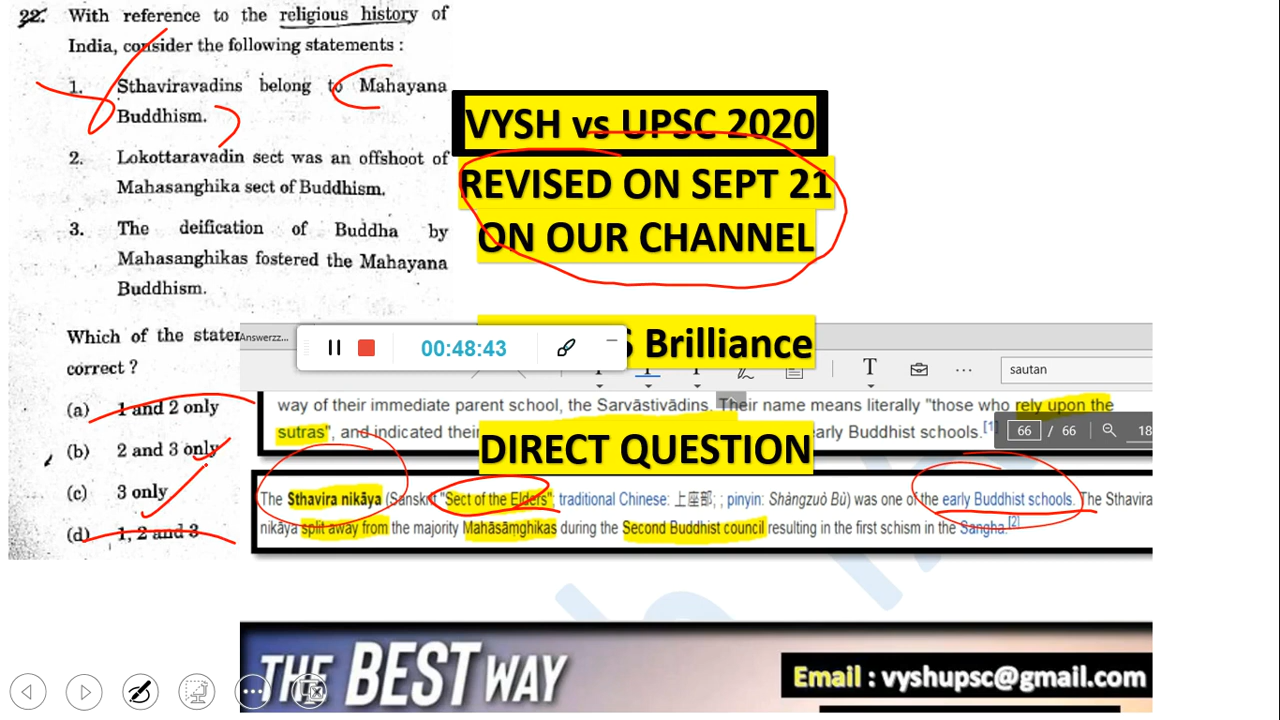 22. With reference to the religious history of
India, consider the following statements :
1. Sthaviravadins belong to Mahayana
Buddhism.
2. Lokottaravadin sect was an offshoot of
Mahasanghika sect of Buddhism.
3. The deification of Buddha by
Mahasanghikas fostered the Mahayana
Buddhism.
Which of the stater
correct ?
(a) 1 and 2 only
(b) 2 and 3 only
(c) 3 only
(d) 1, 2 and 3
VYSH vs UPSC 2020
REVISED ON SEPT 21
ON OUR CHANNEL
Brilliance
Answerzz...
00:48:43
sautan
way of their immediate parent school, the Sarvāstivādins. Their name means literally "those who rely upon the
sutras", and indicated their early Buddhist schools.[1]
66 / 66 18
DIRECT QUESTION
The Sthavira nikāya (Sanskrit "Sect of the Elders"; traditional Chinese: 上座部; ; pinyin: Shàngzuò Bù) was one of the early Buddhist schools. The Sthavira
nikāya split away from the majority Mahāsāṃghikas during the Second Buddhist council resulting in the first schism in the Sangha.[2]
THE BEST WAY
Email : vyshupsc@gmail.com